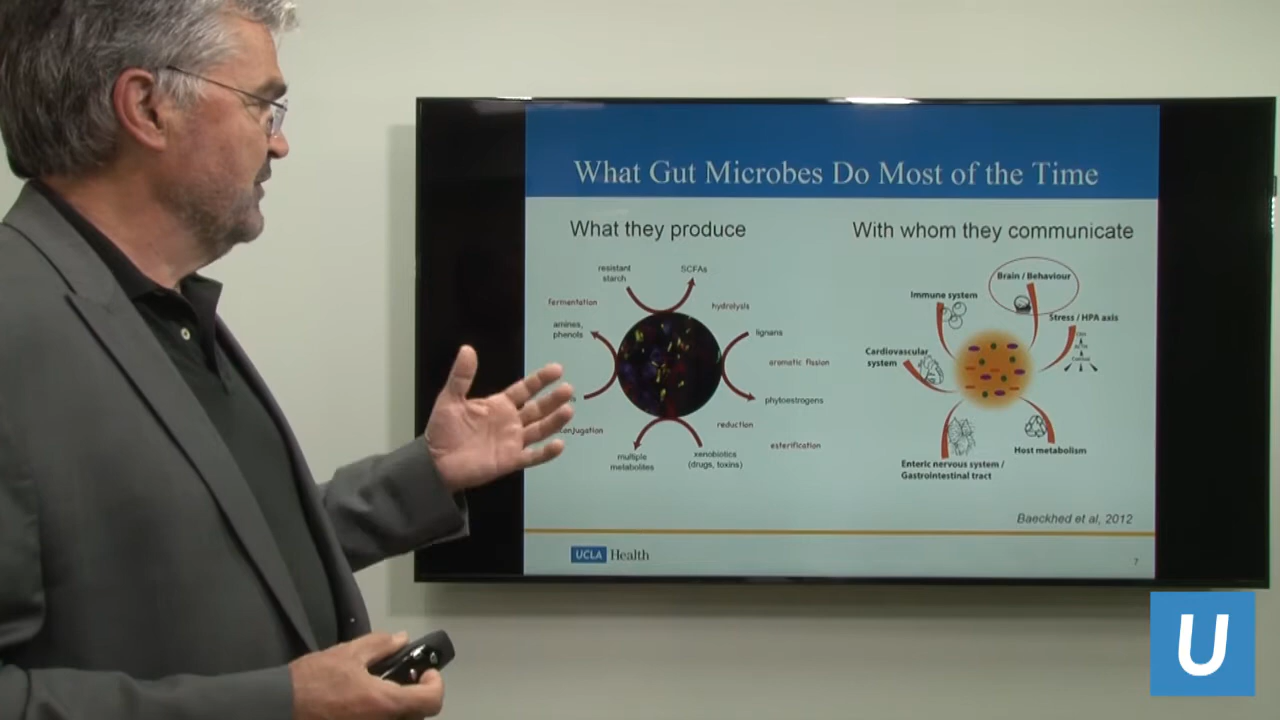 What Gut Microbes Do Most of the Time
What they produce
With whom they communicate
resistant
starch
SCFAs
fermentation
hydrolysis
amines,
phenols
lignans
aromatic fission
phytoestrogens
conjugation
reduction
esterification
multiple
metabolites
xenobiotics
(drugs, toxins)
Brain / Behaviour
Immune system
Stress / HPA axis
Cardiovascular
system
Host metabolism
Enteric nervous system /
Gastrointestinal tract
Baeckhed et al, 2012
UCLA Health
7
U